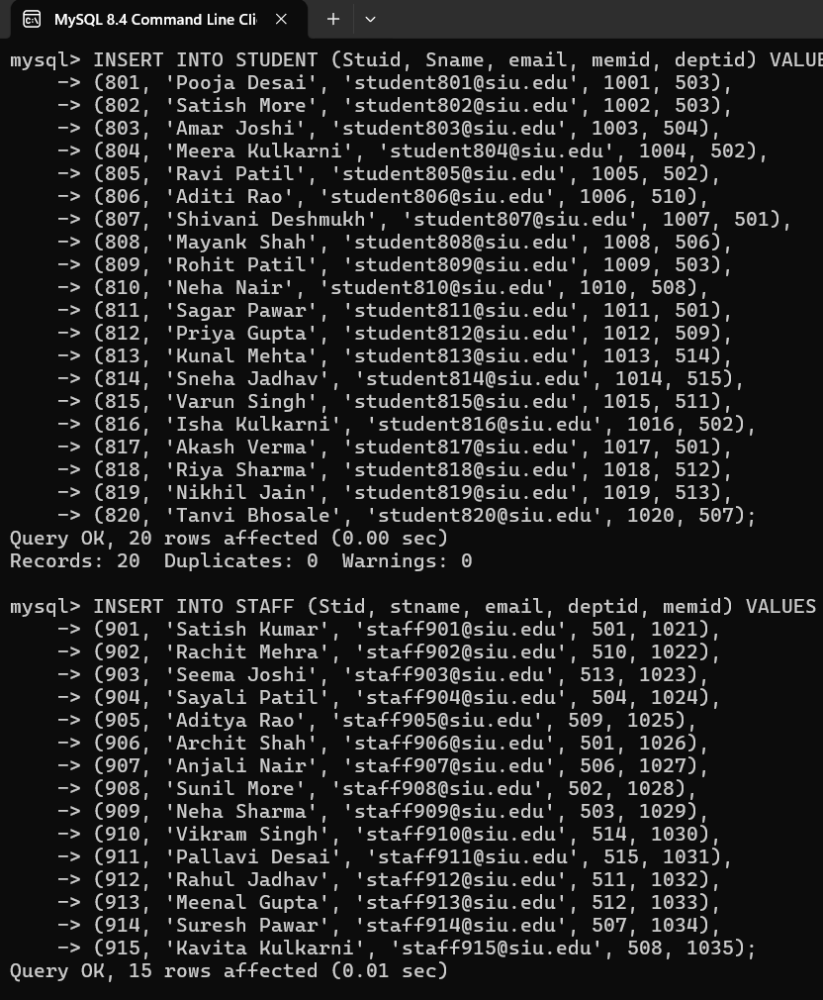 MySQL 8.4 Command Line Cli
mysql> INSERT INTO STUDENT (Stuid, Sname, email, memid, deptid) VALUE
    -> (801, 'Pooja Desai', 'student801@siu.edu', 1001, 503),
    -> (802, 'Satish More', 'student802@siu.edu', 1002, 503),
    -> (803, 'Amar Joshi', 'student803@siu.edu', 1003, 504),
    -> (804, 'Meera Kulkarni', 'student804@siu.edu', 1004, 502),
    -> (805, 'Ravi Patil', 'student805@siu.edu', 1005, 502),
    -> (806, 'Aditi Rao', 'student806@siu.edu', 1006, 510),
    -> (807, 'Shivani Deshmukh', 'student807@siu.edu', 1007, 501),
    -> (808, 'Mayank Shah', 'student808@siu.edu', 1008, 506),
    -> (809, 'Rohit Patil', 'student809@siu.edu', 1009, 503),
    -> (810, 'Neha Nair', 'student810@siu.edu', 1010, 508),
    -> (811, 'Sagar Pawar', 'student811@siu.edu', 1011, 501),
    -> (812, 'Priya Gupta', 'student812@siu.edu', 1012, 509),
    -> (813, 'Kunal Mehta', 'student813@siu.edu', 1013, 514),
    -> (814, 'Sneha Jadhav', 'student814@siu.edu', 1014, 515),
    -> (815, 'Varun Singh', 'student815@siu.edu', 1015, 511),
    -> (816, 'Isha Kulkarni', 'student816@siu.edu', 1016, 502),
    -> (817, 'Akash Verma', 'student817@siu.edu', 1017, 501),
    -> (818, 'Riya Sharma', 'student818@siu.edu', 1018, 512),
    -> (819, 'Nikhil Jain', 'student819@siu.edu', 1019, 513),
    -> (820, 'Tanvi Bhosale', 'student820@siu.edu', 1020, 507);
Query OK, 20 rows affected (0.00 sec)
Records: 20  Duplicates: 0  Warnings: 0
mysql> INSERT INTO STAFF (Stid, stname, email, deptid, memid) VALUES
    -> (901, 'Satish Kumar', 'staff901@siu.edu', 501, 1021),
    -> (902, 'Rachit Mehra', 'staff902@siu.edu', 510, 1022),
    -> (903, 'Seema Joshi', 'staff903@siu.edu', 513, 1023),
    -> (904, 'Sayali Patil', 'staff904@siu.edu', 504, 1024),
    -> (905, 'Aditya Rao', 'staff905@siu.edu', 509, 1025),
    -> (906, 'Archit Shah', 'staff906@siu.edu', 501, 1026),
    -> (907, 'Anjali Nair', 'staff907@siu.edu', 506, 1027),
    -> (908, 'Sunil More', 'staff908@siu.edu', 502, 1028),
    -> (909, 'Neha Sharma', 'staff909@siu.edu', 503, 1029),
    -> (910, 'Vikram Singh', 'staff910@siu.edu', 514, 1030),
    -> (911, 'Pallavi Desai', 'staff911@siu.edu', 515, 1031),
    -> (912, 'Rahul Jadhav', 'staff912@siu.edu', 511, 1032),
    -> (913, 'Meenal Gupta', 'staff913@siu.edu', 512, 1033),
    -> (914, 'Suresh Pawar', 'staff914@siu.edu', 507, 1034),
    -> (915, 'Kavita Kulkarni', 'staff915@siu.edu', 508, 1035);
Query OK, 15 rows affected (0.01 sec)